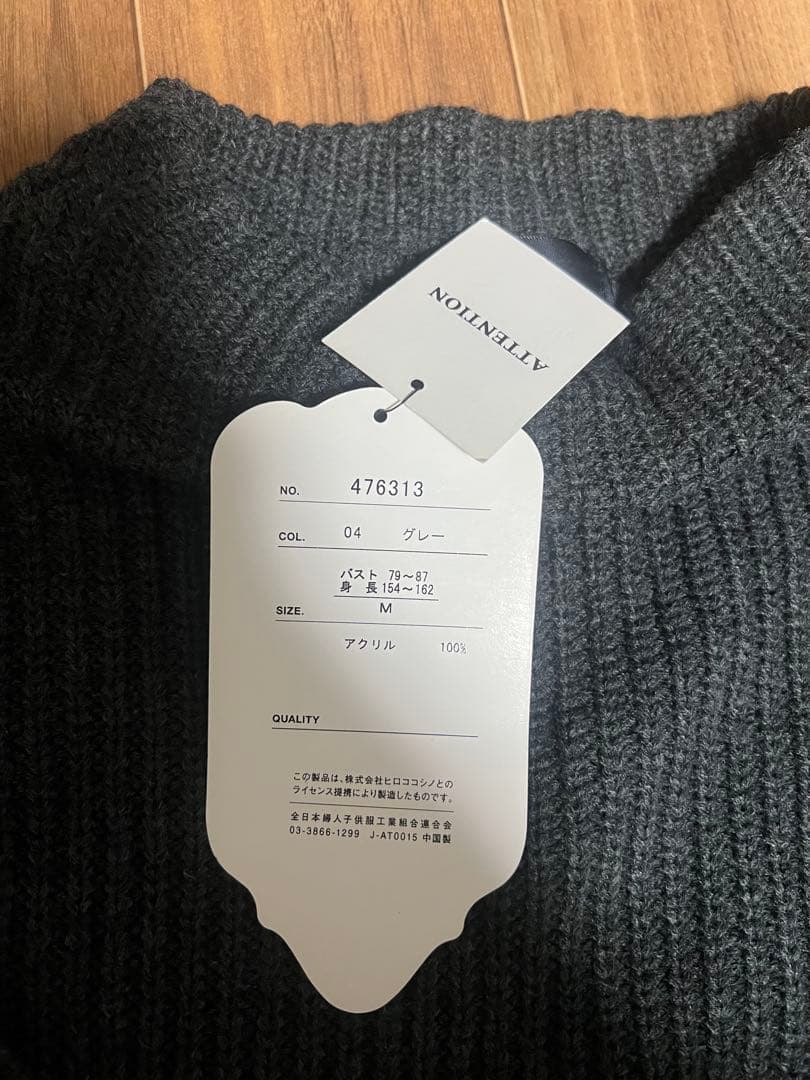 ATTENTION
NO. 476313
COL. 04 グレー
バスト 79～87
身 長 154～162
SIZE. M
アクリル 100%
QUALITY
この製品は、株式会社ヒロココシノとの
ライセンス提携により製造したものです。
全日本婦人子供服工業組合連合会
03-3866-1299 J-AT0015 中国製